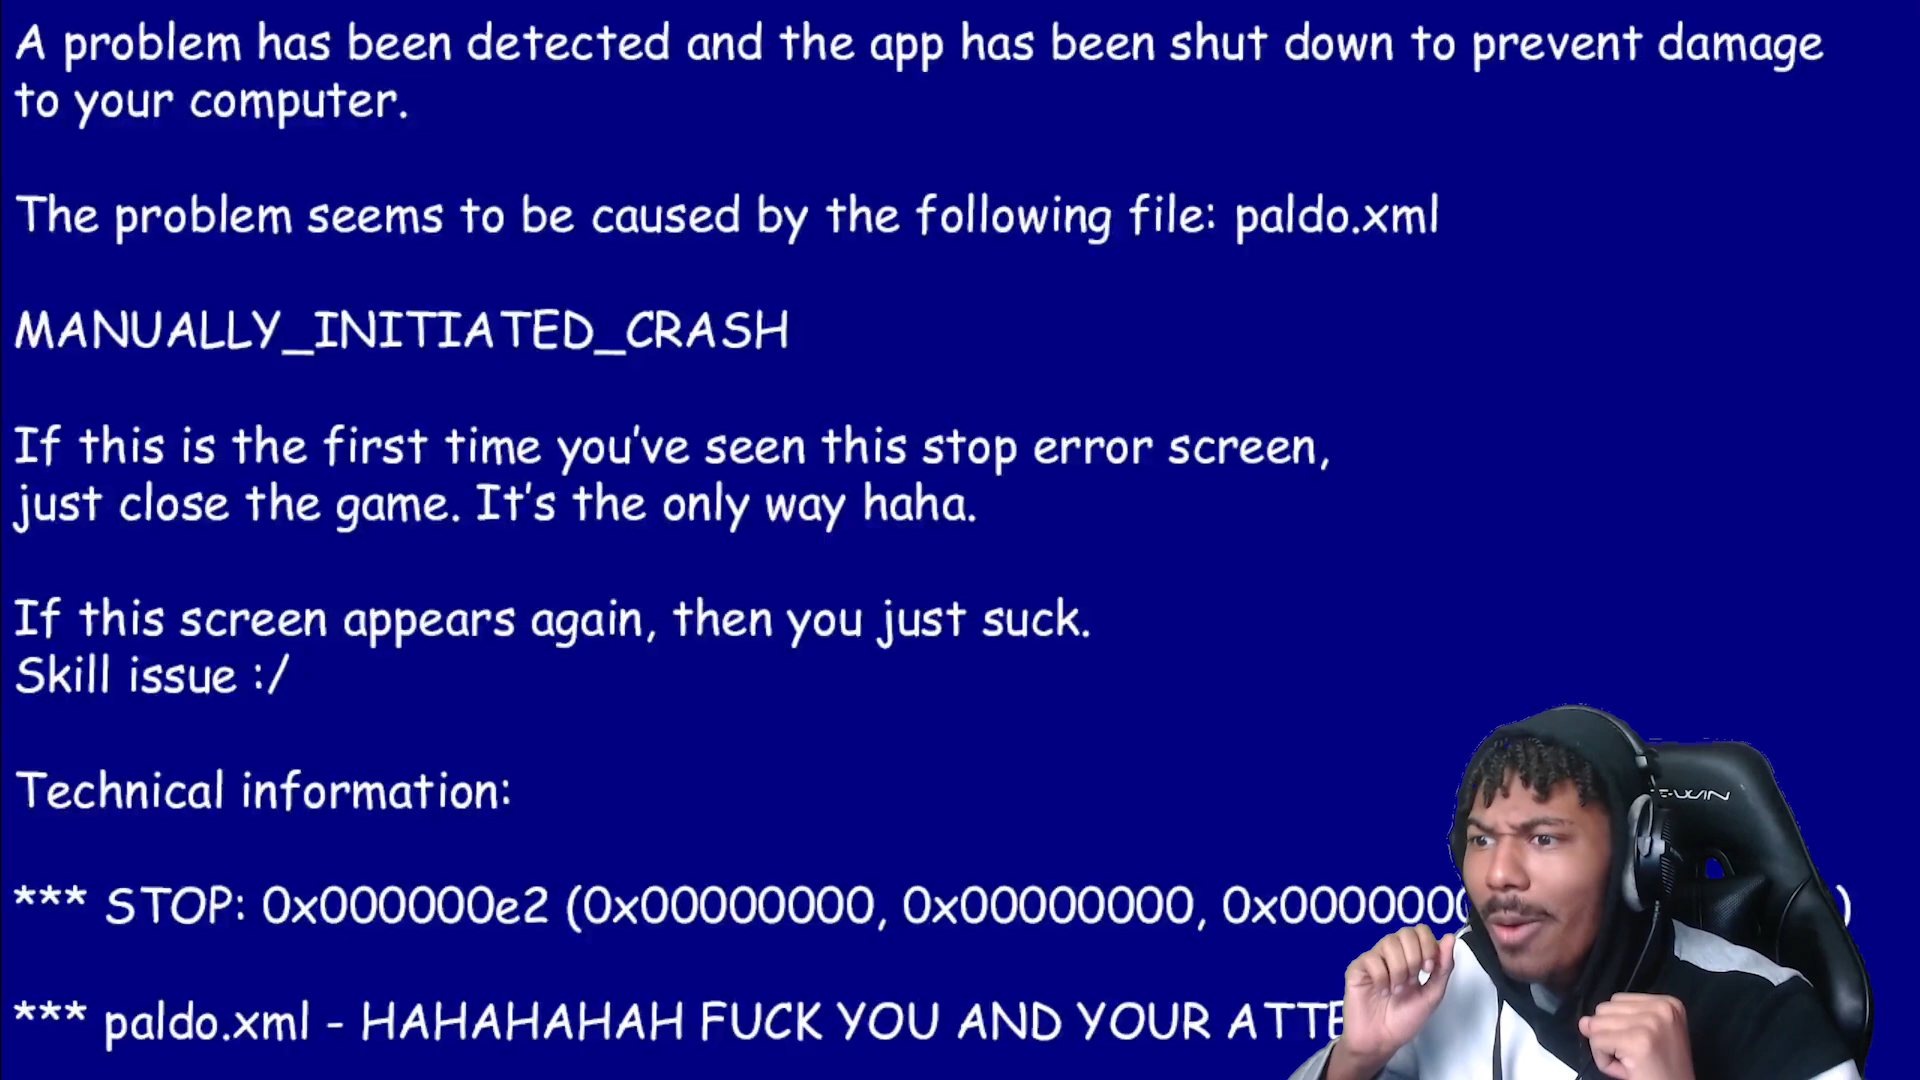 A problem has been detected and the app has been shut down to prevent damage
to your computer.
The problem seems to be caused by the following file: paldo.xml
MANUALLY_INITIATED_CRASH
If this is the first time you've seen this stop error screen,
just close the game. It's the only way haha.
If this screen appears again, then you just suck.
Skill issue :/
Technical information:
*** STOP: 0x000000e2 (0x00000000, 0x00000000, )
*** paldo.xml - HAHAHAHAH FUCK YOU AND YOUR